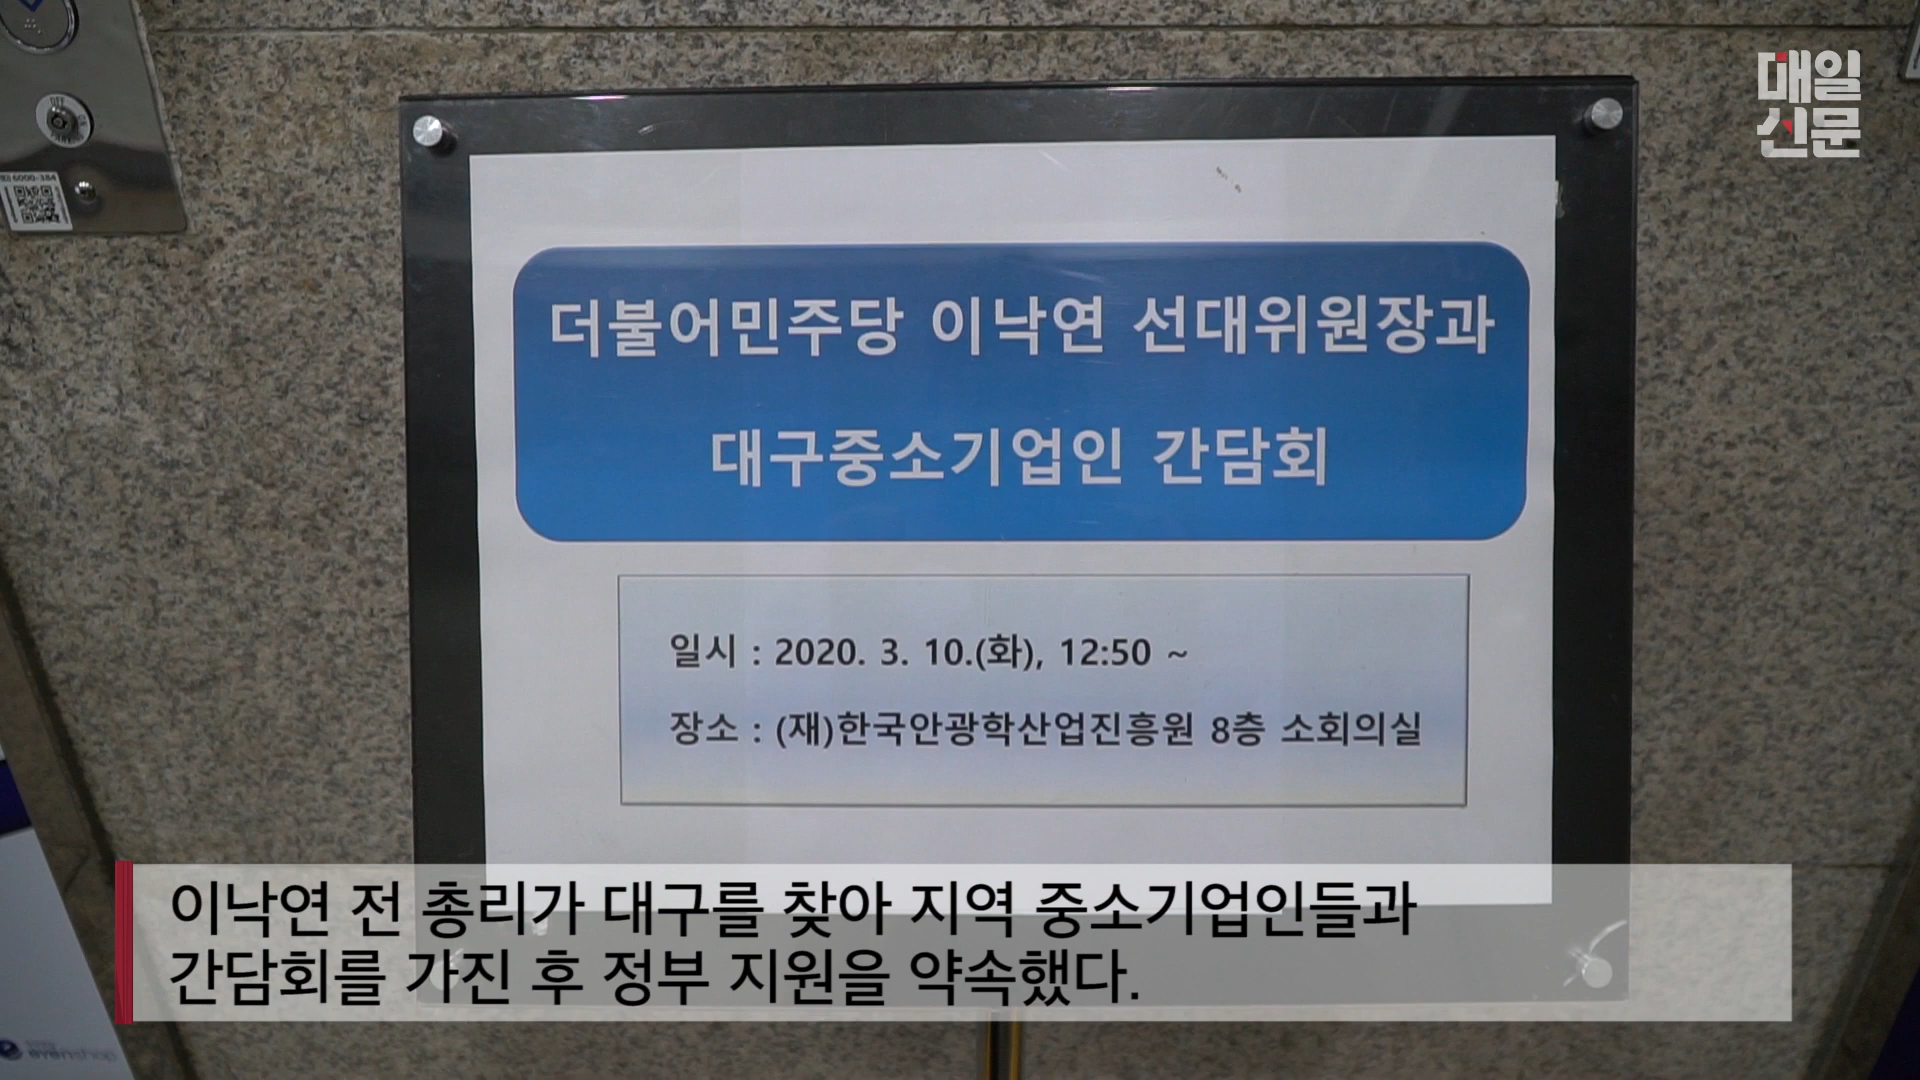 매일
신문
더불어민주당 이낙연 선대위원장과
대구중소기업인 간담회
일시 : 2020. 3. 10.(화), 12:50 ~
장소 : (재)한국안광학산업진흥원 8층 소회의실
이낙연 전 총리가 대구를 찾아 지역 중소기업인들과
간담회를 가진 후 정부 지원을 약속했다.